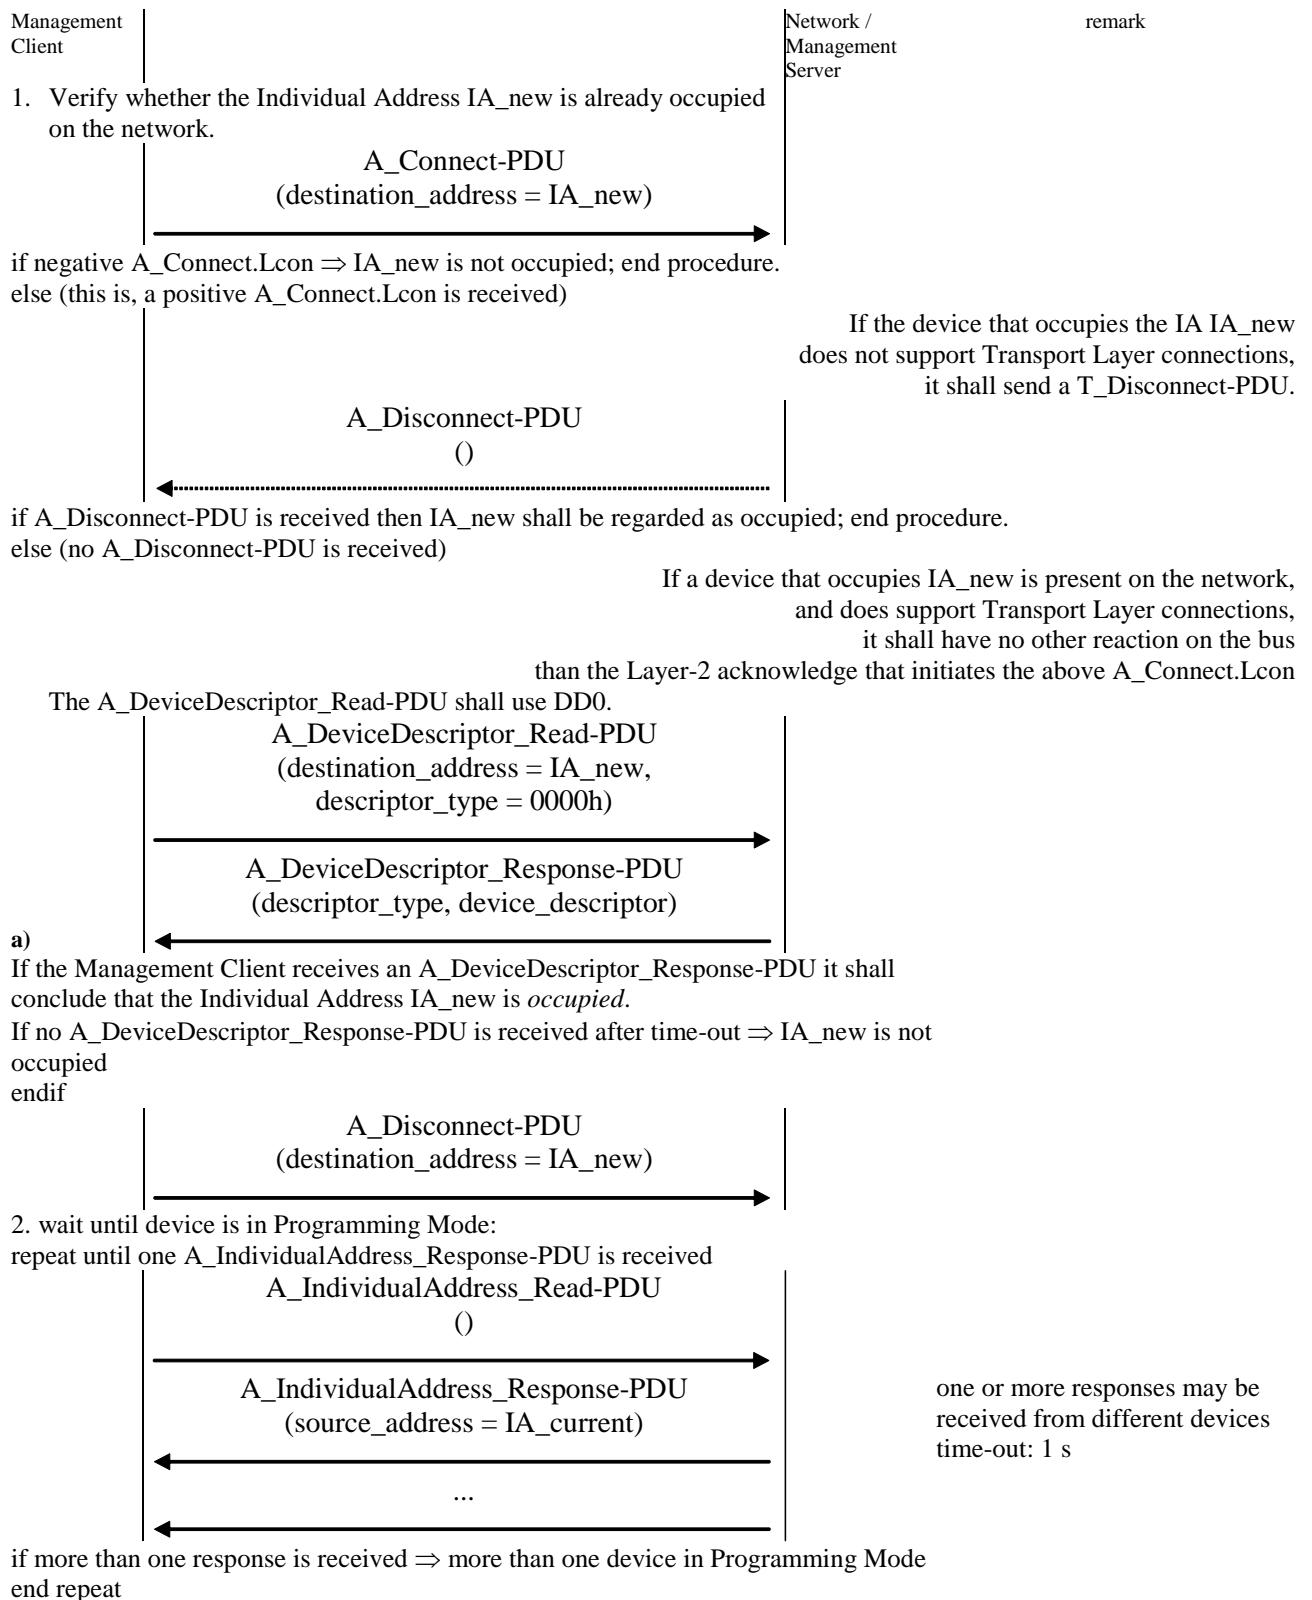 Management
Client
Network /
Management
Server
remark
1. Verify whether the Individual Address IA_new is already occupied
on the network.
A_Connect-PDU
(destination_address = IA_new)
if negative A_Connect.Lcon ⇒ IA_new is not occupied; end procedure.
else (this is, a positive A_Connect.Lcon is received)
If the device that occupies the IA IA_new
does not support Transport Layer connections,
it shall send a T_Disconnect-PDU.
A_Disconnect-PDU
()
if A_Disconnect-PDU is received then IA_new shall be regarded as occupied; end procedure.
else (no A_Disconnect-PDU is received)
If a device that occupies IA_new is present on the network,
and does support Transport Layer connections,
it shall have no other reaction on the bus
than the Layer-2 acknowledge that initiates the above A_Connect.Lcon
The A_DeviceDescriptor_Read-PDU shall use DD0.
A_DeviceDescriptor_Read-PDU
(destination_address = IA_new,
descriptor_type = 0000h)
A_DeviceDescriptor_Response-PDU
(descriptor_type, device_descriptor)
a)
If the Management Client receives an A_DeviceDescriptor_Response-PDU it shall
conclude that the Individual Address IA_new is occupied.
If no A_DeviceDescriptor_Response-PDU is received after time-out ⇒ IA_new is not
occupied
endif
A_Disconnect-PDU
(destination_address = IA_new)
2. wait until device is in Programming Mode:
repeat until one A_IndividualAddress_Response-PDU is received
A_IndividualAddress_Read-PDU
()
A_IndividualAddress_Response-PDU
(source_address = IA_current)
one or more responses may be
received from different devices
time-out: 1 s
...
if more than one response is received ⇒ more than one device in Programming Mode
end repeat